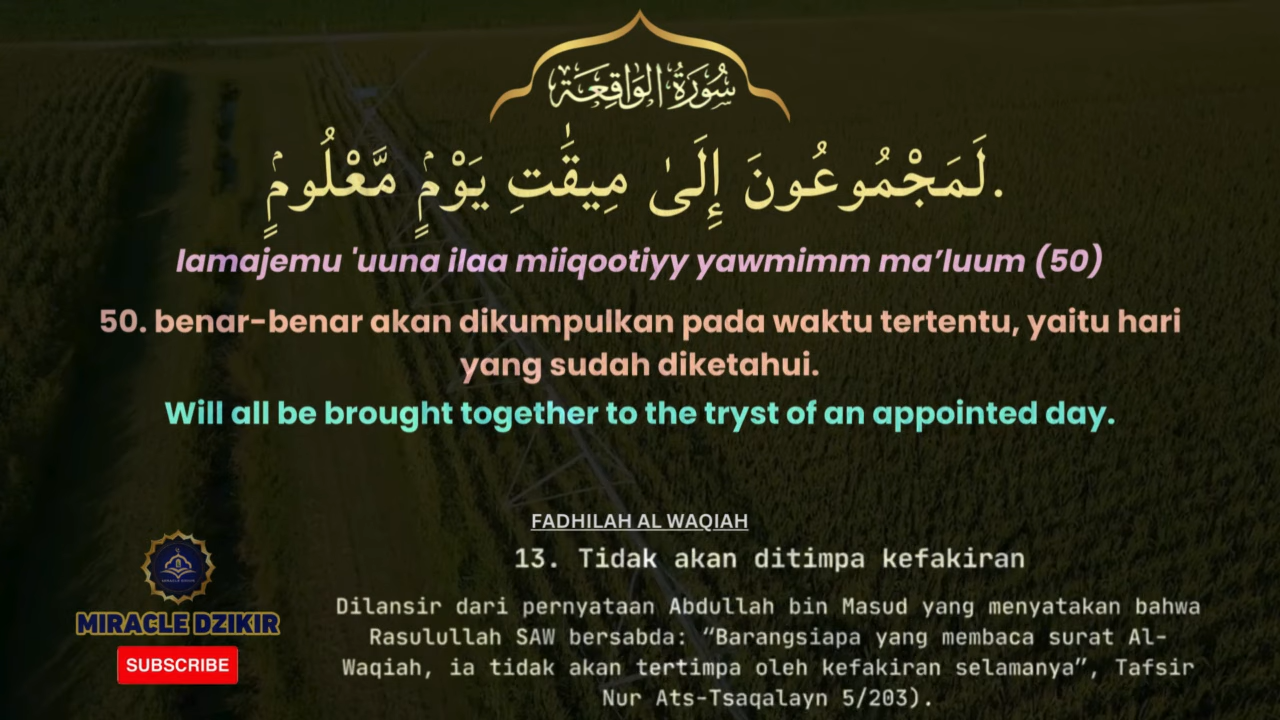 سُورَةُ الوَاقِعَة
لَمَجْمُوعُونَ إِلَىٰ مِيقَٰتِ يَوْمٍۢ مَّعْلُومٍۢ.
lamajemu 'uuna ilaa miiqootiyy yawmimm ma’luum (50)
50. benar-benar akan dikumpulkan pada waktu tertentu, yaitu hari
yang sudah diketahui.
Will all be brought together to the tryst of an appointed day.
FADHILAH AL WAQIAH
13. Tidak akan ditimpa kefakiran
Dilansir dari pernyataan Abdullah bin Masud yang menyatakan bahwa
Rasulullah SAW bersabda: “Barangsiapa yang membaca surat Al-
Waqiah, ia tidak akan tertimpa oleh kefakiran selamanya”, Tafsir
Nur Ats-Tsaqalayn 5/203).
MIRACLE DZIKIR
SUBSCRIBE